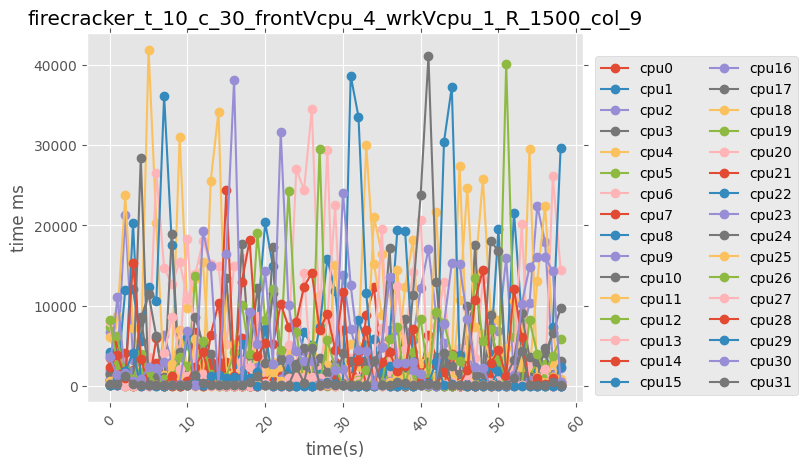 firecracker_t_10_c_30_frontVcpu_4_wrkVcpu_1_R_1500_col_9
time ms
40000
30000
20000
10000
0
0
10
20
30
40
50
60
time(s)
cpu0
cpu1
cpu2
cpu3
cpu4
cpu5
cpu6
cpu7
cpu8
cpu9
cpu10
cpu11
cpu12
cpu13
cpu14
cpu15
cpu16
cpu17
cpu18
cpu19
cpu20
cpu21
cpu22
cpu23
cpu24
cpu25
cpu26
cpu27
cpu28
cpu29
cpu30
cpu31